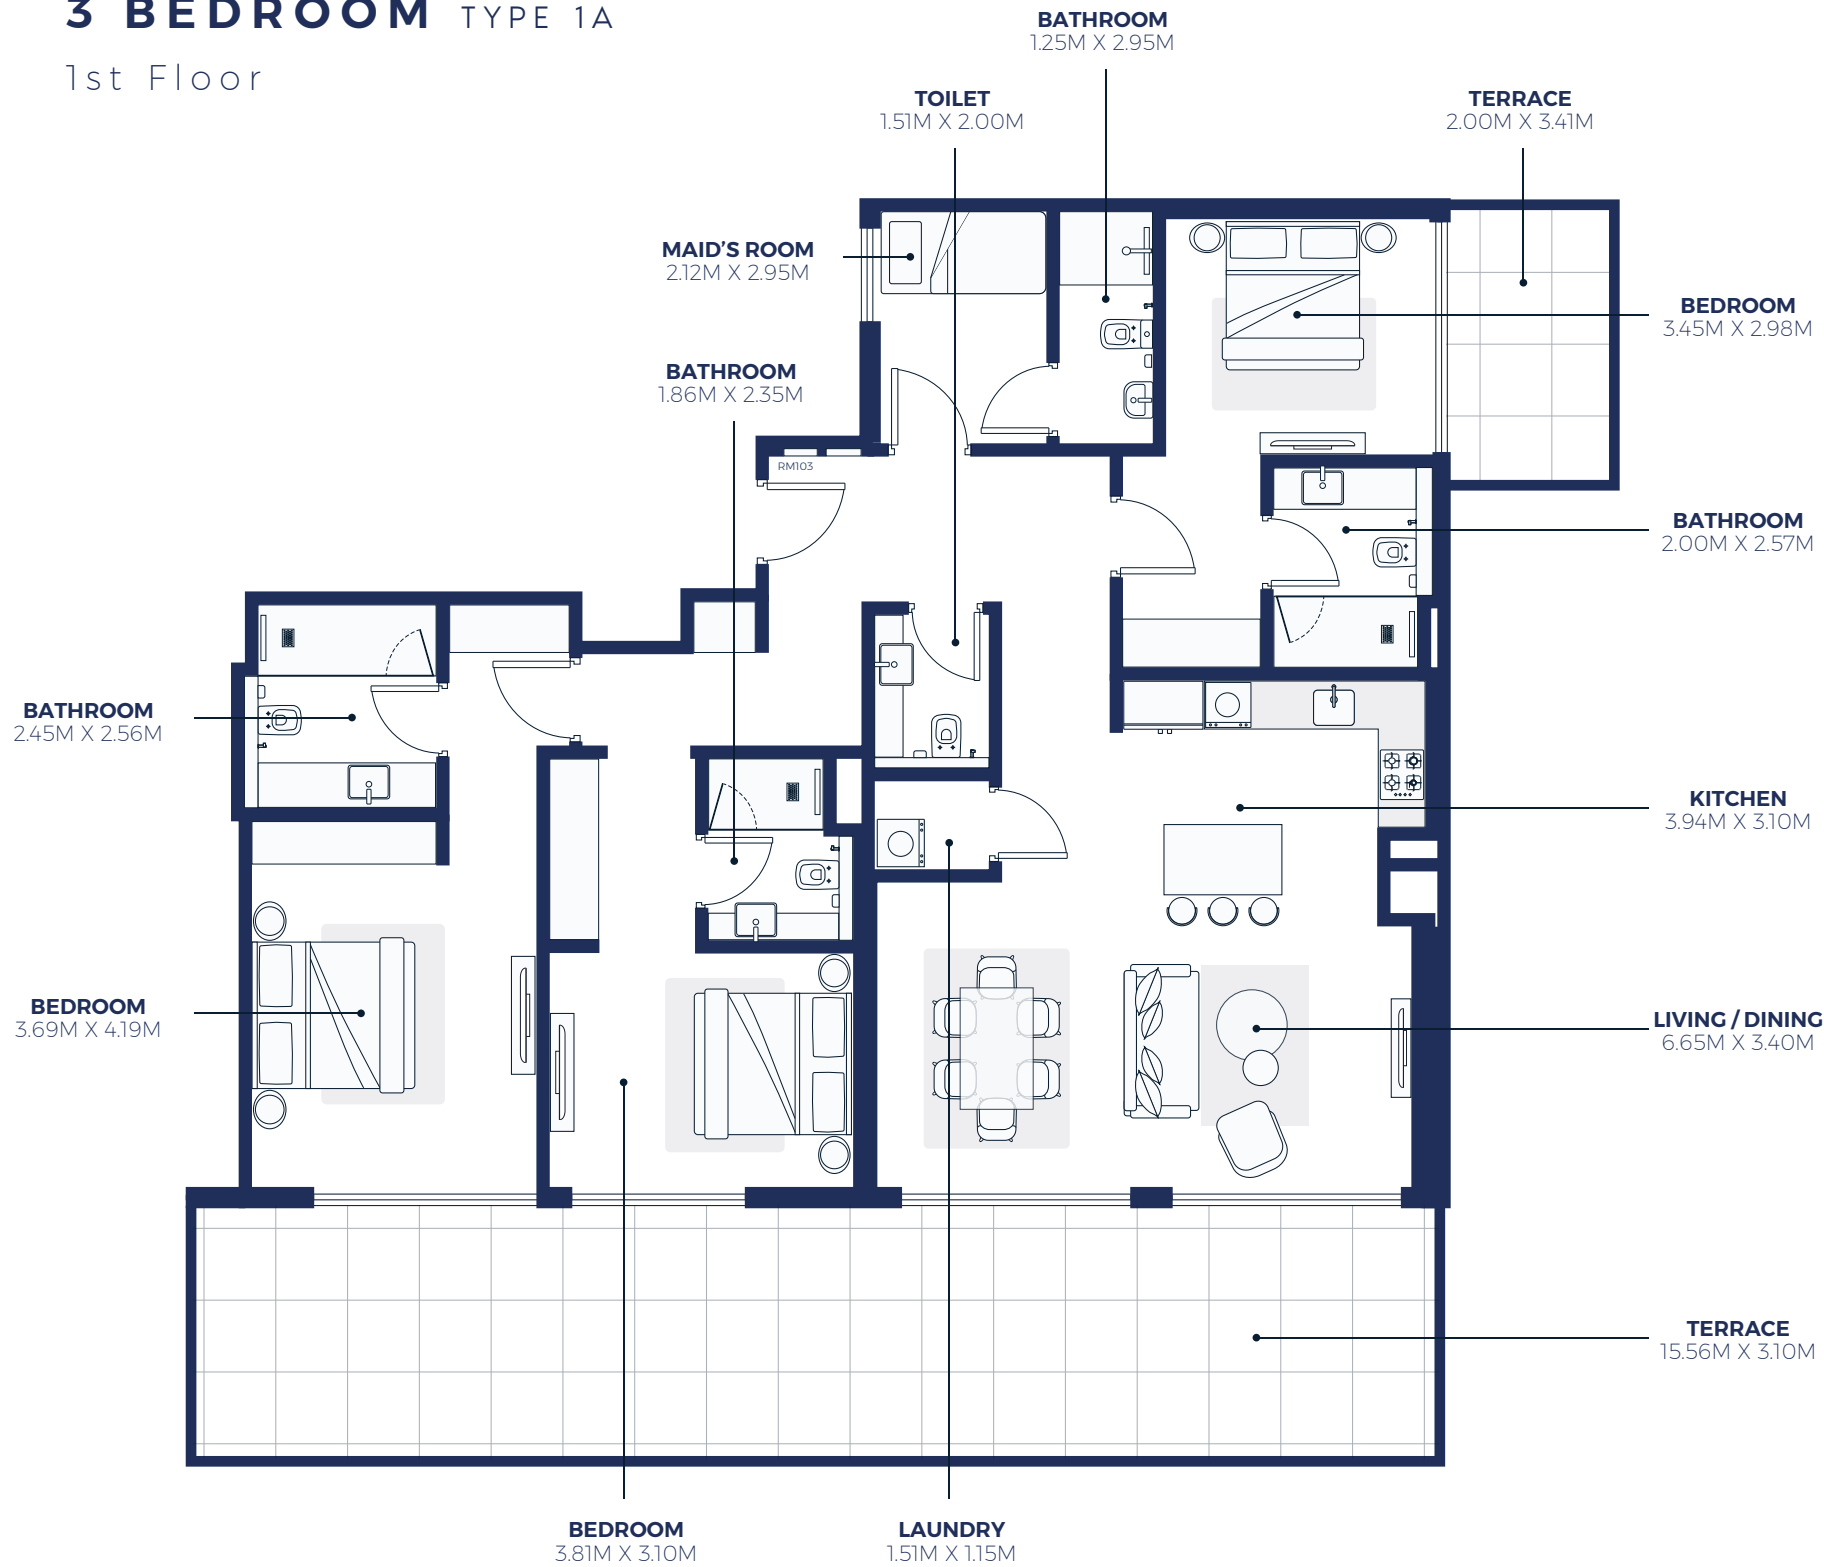 3 BEDROOM TYPE 1A
1st Floor
BATHROOM
1.25M X 2.95M
TOILET
1.51M X 2.00M
TERRACE
2.00M X 3.41M
MAID'S ROOM
2.12M X 2.95M
BEDROOM
3.45M X 2.98M
BATHROOM
1.86M X 2.35M
RM103
BATHROOM
2.00M X 2.57M
BATHROOM
2.45M X 2.56M
KITCHEN
3.94M X 3.10M
BEDROOM
3.69M X 4.19M
LIVING / DINING
6.65M X 3.40M
TERRACE
15.56M X 3.10M
BEDROOM
3.81M X 3.10M
LAUNDRY
1.51M X 1.15M